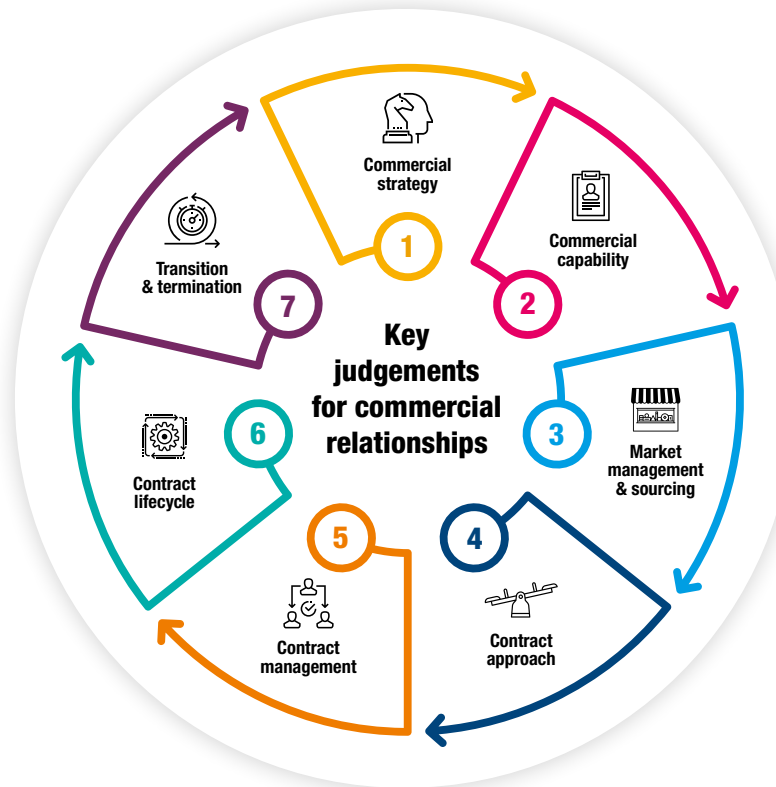 Key
judgements
for commercial
relationships
1
Commercial
strategy
2
Commercial
capability
3
Market
management
& sourcing
4
Contract
approach
5
Contract
management
6
Contract
lifecycle
7
Transition
& termination